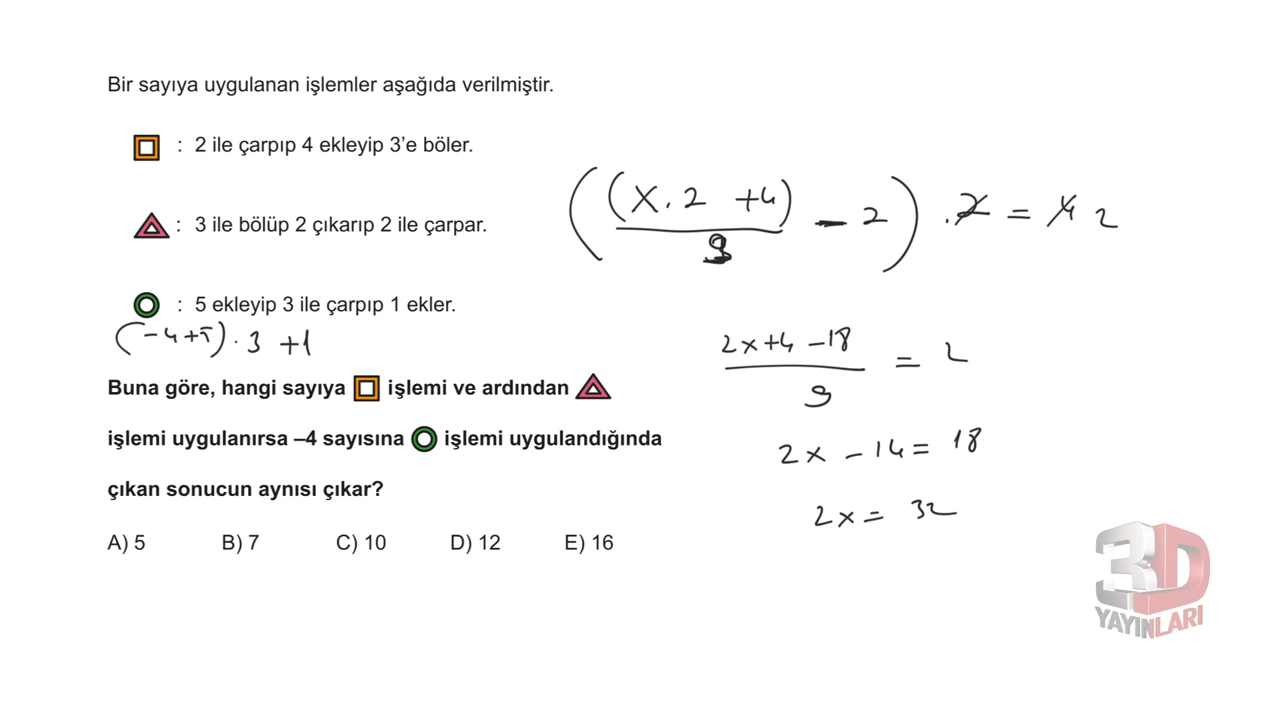 Bir sayıya uygulanan işlemler aşağıda verilmiştir.
: 2 ile çarpıp 4 ekleyip 3’e böler.
: 3 ile bölüp 2 çıkarıp 2 ile çarpar.
: 5 ekleyip 3 ile çarpıp 1 ekler.
(-4+5) . 3 +1
Buna göre, hangi sayıya işlemi ve ardından
işlemi uygulanırsa –4 sayısına işlemi uygulandığında
çıkan sonucun aynısı çıkar?
A) 5 B) 7 C) 10 D) 12 E) 16
((x . 2 +4) / 9 - 2) . 2 = 4 2
2x+4 -18 / 9 = 2
2x - 14 = 18
2x = 32
3D
YAYINLARI